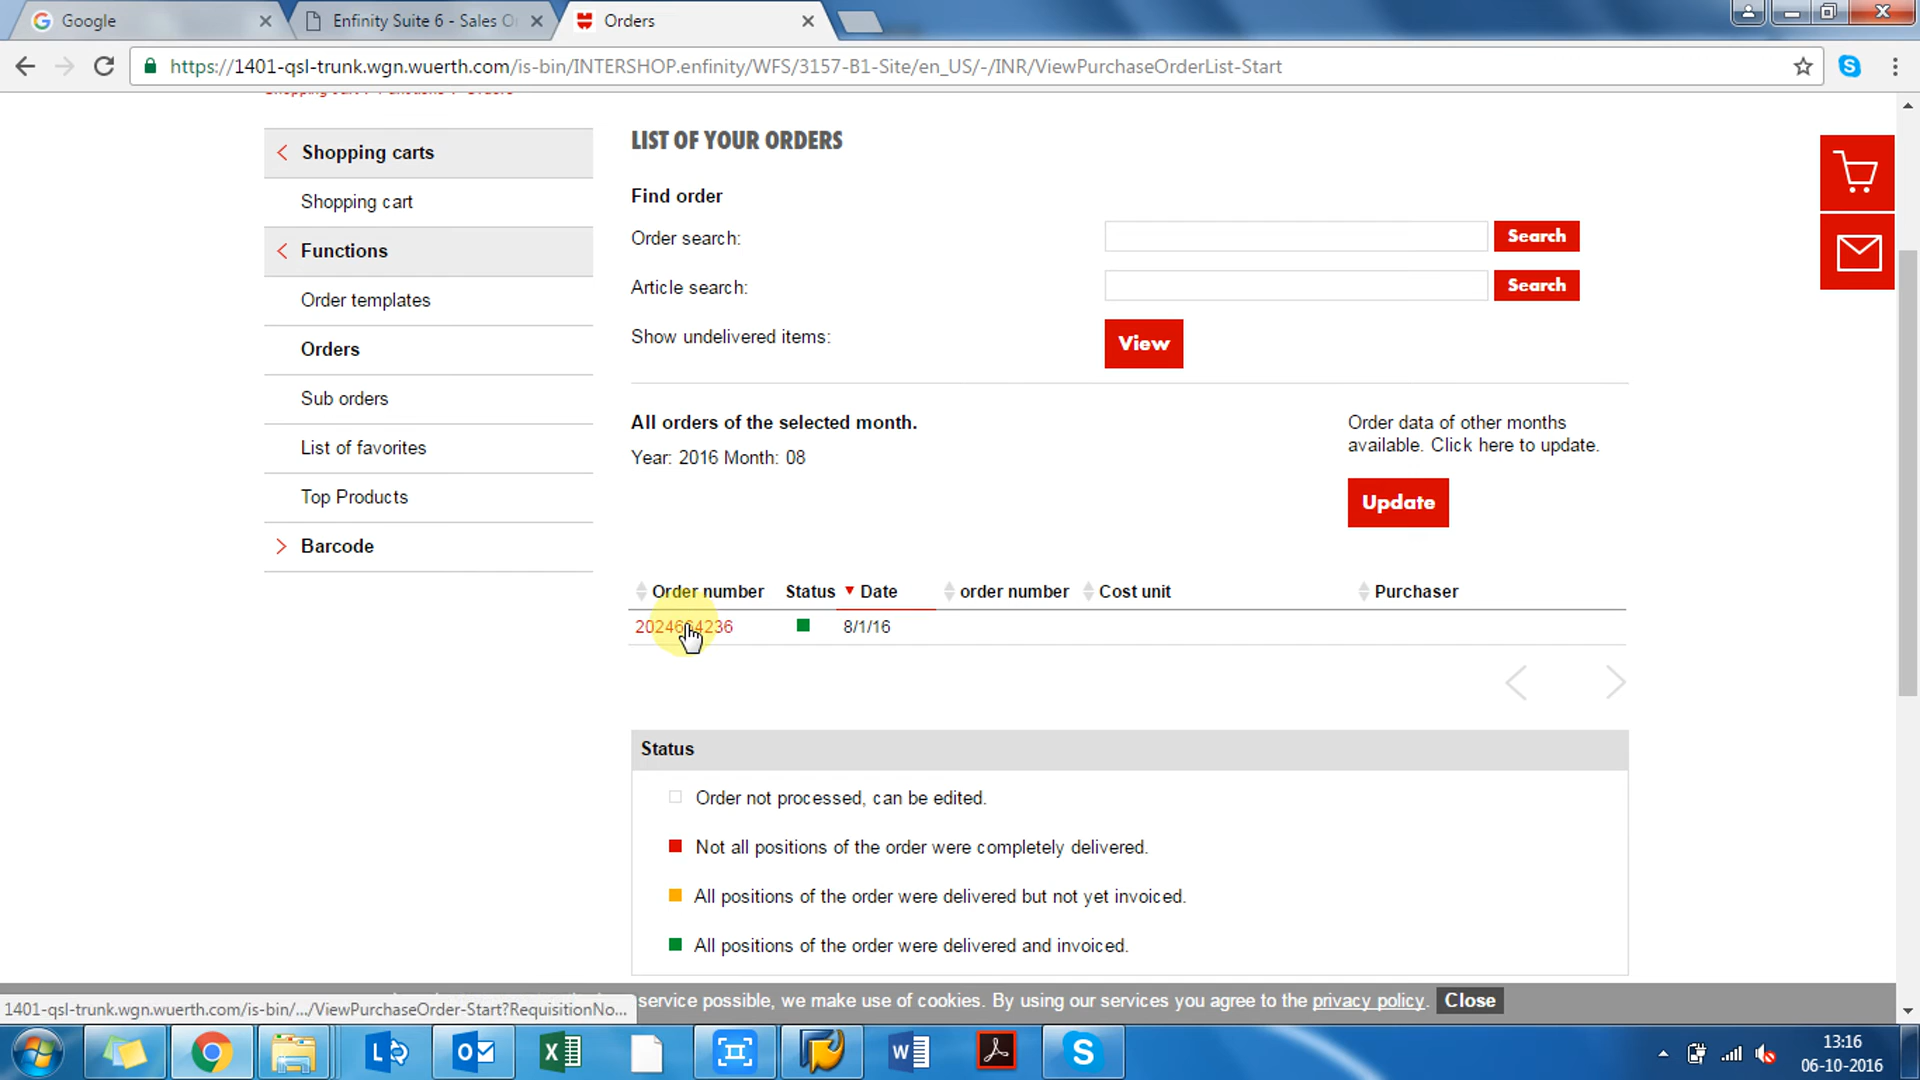 Google
Enfinity Suite 6 - Sales O
Orders
https://1401-qsl-trunk.wgn.wuerth.com/is-bin/INTERSHOP.enfinity/WFS/3157-B1-Site/en_US/-/INR/ViewPurchaseOrderList-Start
Shopping cart Functions Orders
Shopping carts
Shopping cart
Functions
Order templates
Orders
Sub orders
List of favorites
Top Products
Barcode
LIST OF YOUR ORDERS
Find order
Order search:
Search
Article search:
Search
Show undelivered items:
View
All orders of the selected month.
Year: 2016 Month: 08
Order data of other months
available. Click here to update.
Update
Order number Status Date order number Cost unit Purchaser
8/1/16
Status
Order not processed, can be edited.
Not all positions of the order were completely delivered.
All positions of the order were delivered but not yet invoiced.
All positions of the order were delivered and invoiced.
1401-qsl-trunk.wgn.wuerth.com/is-bin/.../ViewPurchaseOrder-Start?RequisitionNo...
service possible, we make use of cookies. By using our services you agree to the privacy policy. Close
13:16
06-10-2016